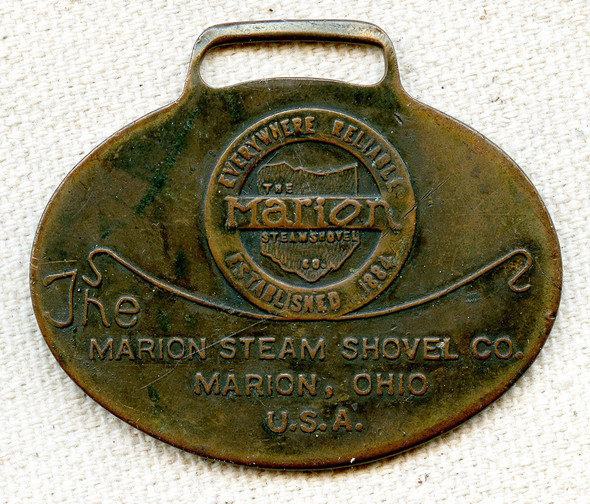 EVERYWHERE RELIABLE
THE
Marion
STEAM SHOVEL
CO.
ESTABLISHED 1884
The
MARION STEAM SHOVEL CO.
MARION, OHIO
U.S.A.